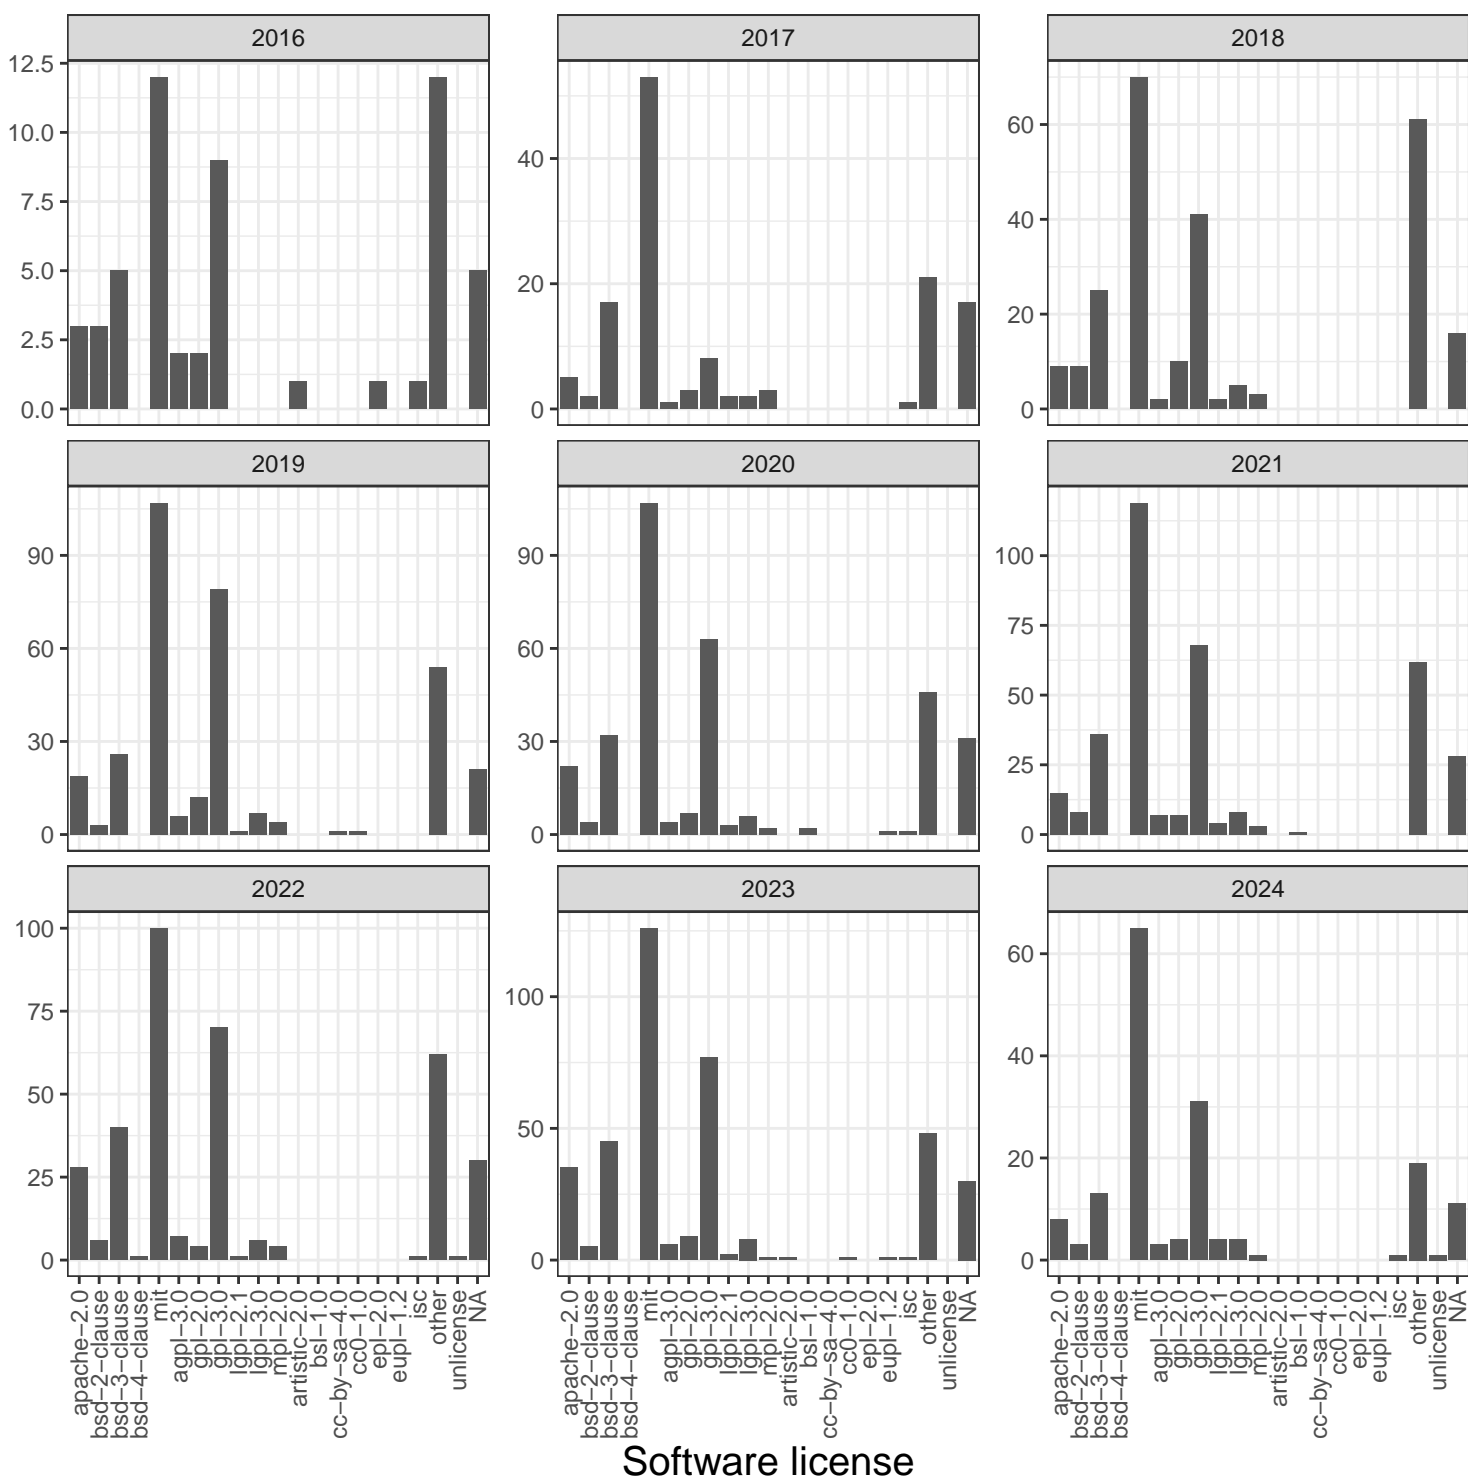 2016
2017
2018
12.5
10.0
7.5
5.0
2.5
0.0
40
20
0
60
40
20
0
2019
2020
2021
90
60
30
0
90
60
30
0
100
75
50
25
0
2022
2023
2024
100
75
50
25
0
100
50
0
60
40
20
0
apache−2.0
bsd−2−clause
bsd−3−clause
bsd−4−clause
mit
agpl−3.0
gpl−2.0
gpl−3.0
lgpl−2.1
lgpl−3.0
mpl−2.0
artistic−2.0
bsl−1.0
cc−by−sa−4.0
cc0−1.0
epl−2.0
eupl−1.2
isc
other
unlicense
NA
apache−2.0
bsd−2−clause
bsd−3−clause
bsd−4−clause
mit
agpl−3.0
gpl−2.0
gpl−3.0
lgpl−2.1
lgpl−3.0
mpl−2.0
artistic−2.0
bsl−1.0
cc−by−sa−4.0
cc0−1.0
epl−2.0
eupl−1.2
isc
other
unlicense
NA
apache−2.0
bsd−2−clause
bsd−3−clause
bsd−4−clause
mit
agpl−3.0
gpl−2.0
gpl−3.0
lgpl−2.1
lgpl−3.0
mpl−2.0
artistic−2.0
bsl−1.0
cc−by−sa−4.0
cc0−1.0
epl−2.0
eupl−1.2
isc
other
unlicense
NA
Software license